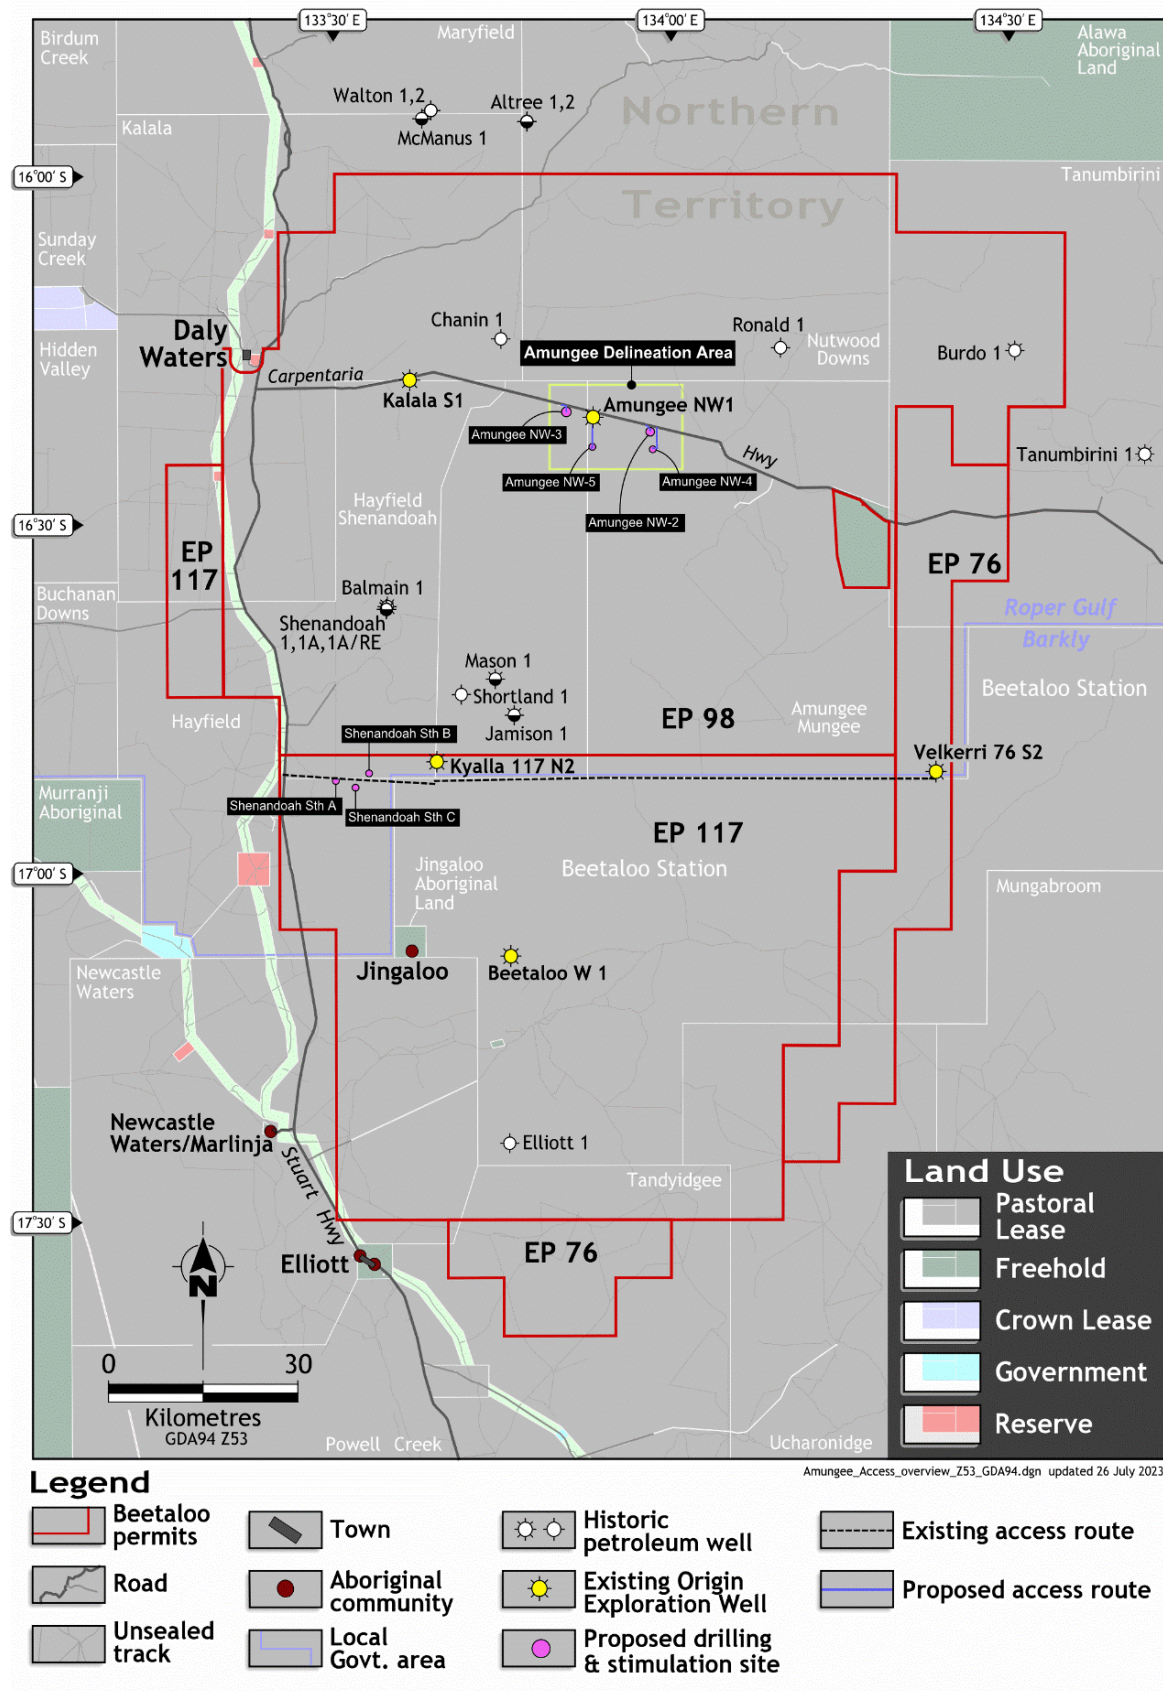 133°30′ E
134°00′ E
134°30′ E
Birdum
Creek
Maryfield
Alawa
Aboriginal
Land
Walton 1,2
Altree 1,2
Northern
Kalala
McManus 1
16°00′ S
Tanumbirini
Territory
Sunday
Creek
Chanin 1
Ronald 1
Daly
Waters
Hidden
Valley
Nutwood
Downs
Burdo 1
Amungee Delineation Area
Carpentaria
Kalala S1
Amungee NW1
Amungee NW-3
Hwy
Tanumbirini 1
Amungee NW-5
Amungee NW-4
Hayfield
Shenandoah
Amungee NW-2
16°30′ S
EP
117
EP 76
Balmain 1
Buchanan
Downs
Roper Gulf
Shenandoah
1,1A,1A/RE
Barkly
Mason 1
Beetaloo Station
Shortland 1
Hayfield
EP 98
Amungee
Mungee
Jamison 1
Shenandoah Sth B
Velkerri 76 S2
Kyalla 117 N2
Murranji
Aboriginal
Shenandoah Sth A
Shenandoah Sth C
EP 117
17°00′ S
Jingaloo
Aboriginal
Land
Beetaloo Station
Mungabroom
Newcastle
Waters
Jingaloo
Beetaloo W 1
Newcastle
Waters/Marlinja
Elliott 1
Stuart Hwy
Tandyidgee
17°30′ S
Elliott
EP 76
N
0 30
Kilometres
GDA94 Z53
Powell Creek
Ucharonidge
Land Use
Pastoral
Lease
Freehold
Crown Lease
Government
Reserve
Amungee_Access_overview_Z53_GDA94.dgn updated 26 July 2023
Legend
Beetaloo
permits
Town
Historic
petroleum well
Existing access route
Road
Aboriginal
community
Existing Origin
Exploration Well
Proposed access route
Unsealed
track
Local
Govt. area
Proposed drilling
& stimulation site